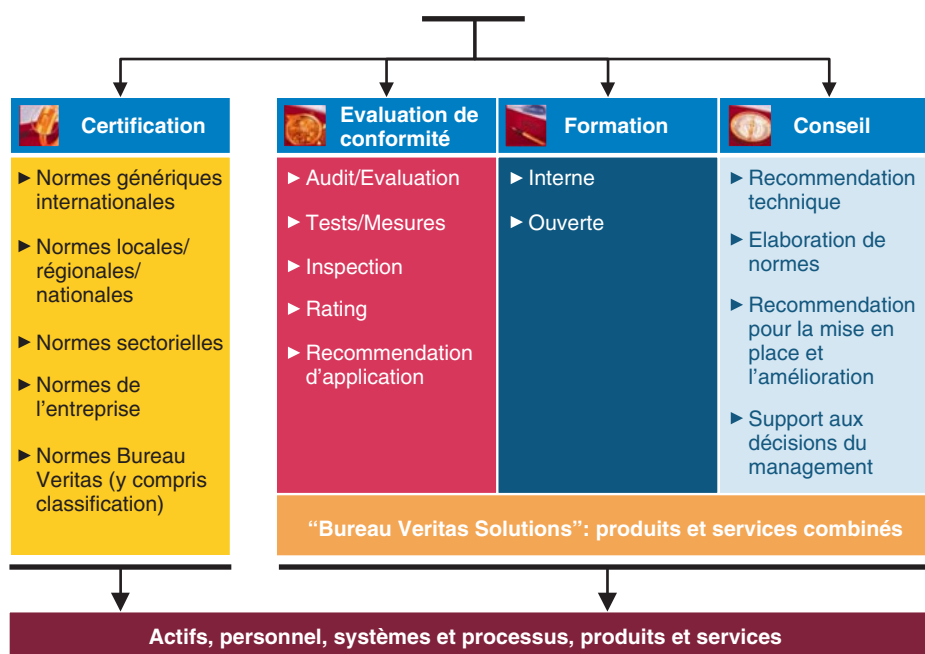 Certification
► Normes génériques
internationales
► Normes locales/
régionales/
nationales
► Normes sectorielles
► Normes de
l'entreprise
► Normes Bureau
Veritas (y compris
classification)
Evaluation de
conformité
► Audit/Evaluation
► Tests/Mesures
► Inspection
► Rating
► Recommendation
d'application
Formation
► Interne
► Ouverte
Conseil
► Recommendation
technique
► Elaboration de
normes
► Recommendation
pour la mise en
place et
l'amélioration
► Support aux
décisions du
management
“Bureau Veritas Solutions”: produits et services combinés
Actifs, personnel, systèmes et processus, produits et services